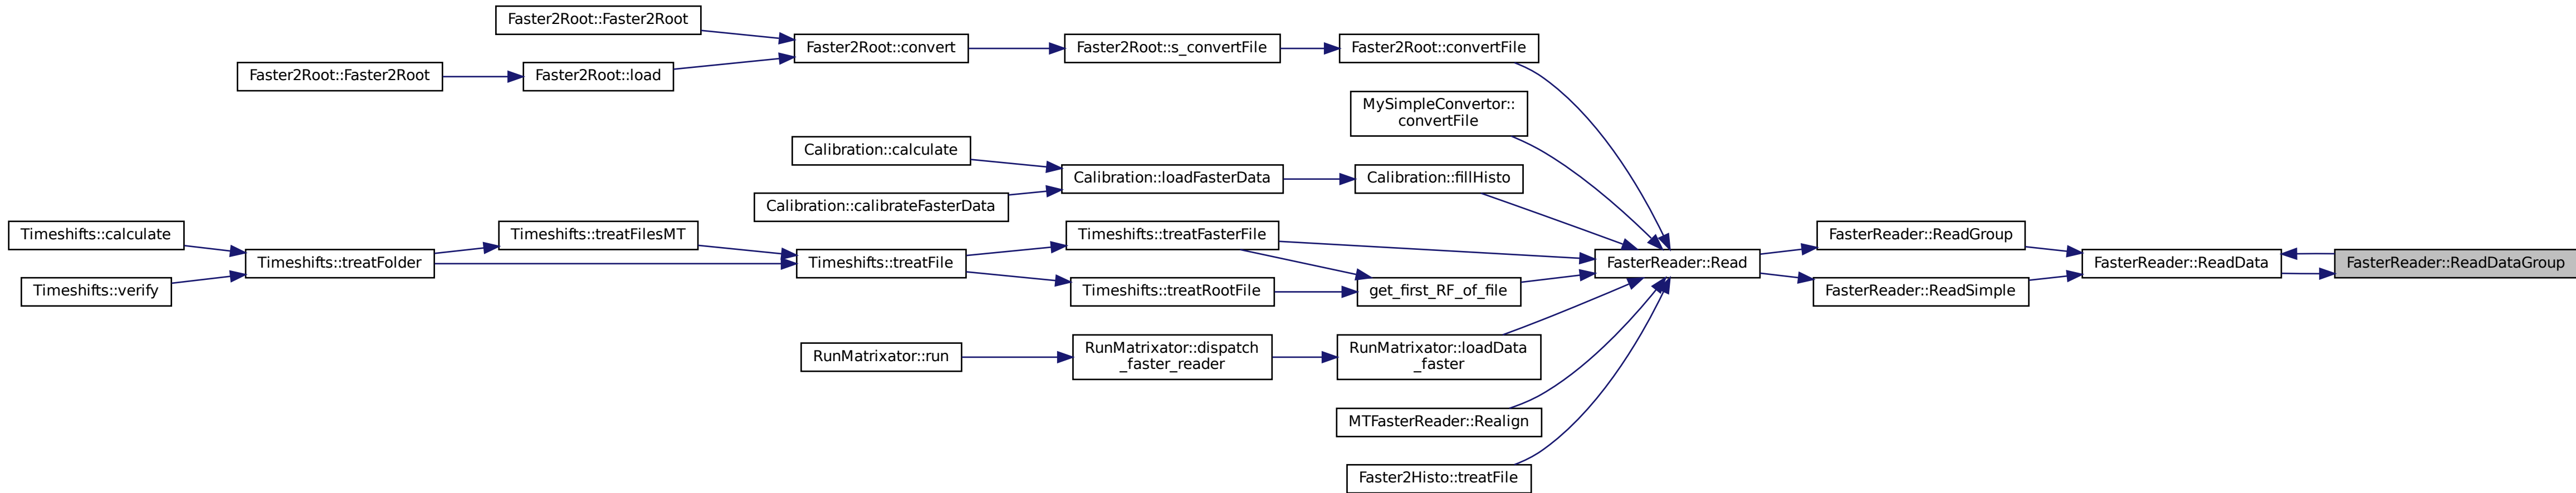 Faster2Root::Faster2Root
Faster2Root::convert
Faster2Root::s_convertFile
Faster2Root::convertFile
Faster2Root::Faster2Root
Faster2Root::load
MySimpleConvertor::
convertFile
Calibration::calculate
Calibration::loadFasterData
Calibration::fillHisto
Calibration::calibrateFasterData
Timeshifts::calculate
Timeshifts::treatFilesMT
Timeshifts::treatFasterFile
FasterReader::ReadGroup
Timeshifts::treatFolder
Timeshifts::treatFile
FasterReader::Read
FasterReader::ReadData
FasterReader::ReadDataGroup
Timeshifts::verify
Timeshifts::treatRootFile
get_first_RF_of_file
FasterReader::ReadSimple
RunMatrixator::run
RunMatrixator::dispatch
_faster_reader
RunMatrixator::loadData
_faster
MTFasterReader::Realign
Faster2Histo::treatFile